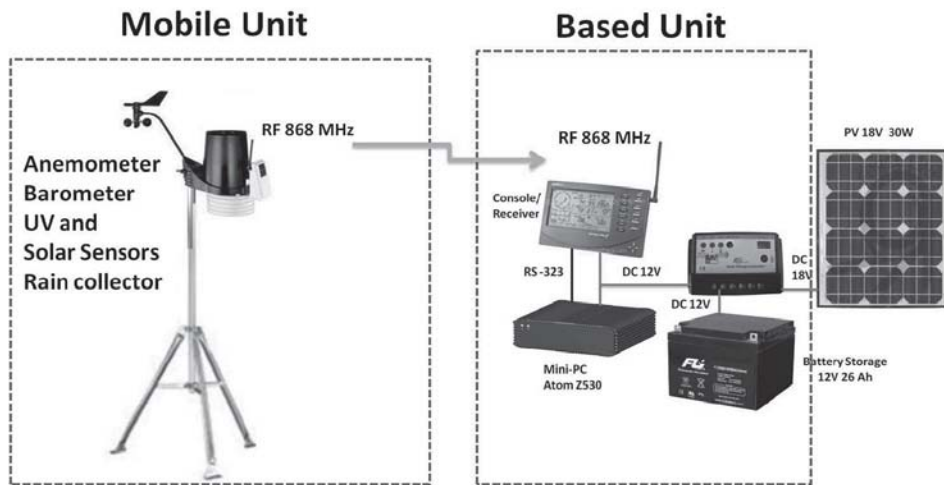 Mobile Unit
Based Unit
RF 868 MHz
Anemometer
Barometer
UV and
Solar Sensors
Rain collector
RF 868 MHz
Console/
Receiver
RS-323
DC 12V
DC
18V
DC 12V
PV 18V 30W
Mini-PC
Atom Z530
FL
Battery Storage
12V 26 Ah